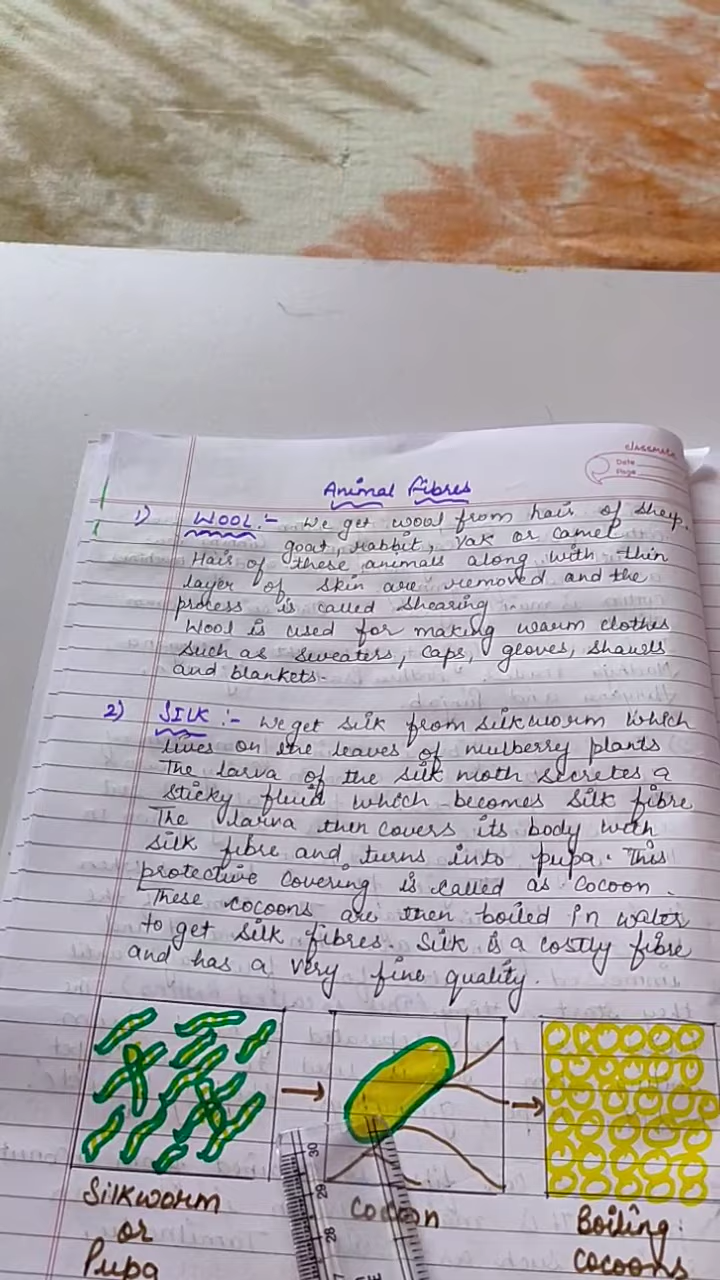 classmate
Date
Page
Animal Fibres
1) WOOL :- We get wool from hair of sheep,
goat, rabbit, yak or camel
Hair of these animals along with thin
layer of skin are removed and the
process is called shearing
Wool is used for making warm clothes
such as sweaters, caps, gloves, shawls
and blankets.
2) SILK :- We get silk from silkworm which
lives on the leaves of mulberry plants
The larva of the silk moth secretes a
sticky fluid which becomes silk fibre
The larva then covers its body with
silk fibre and turns into pupa. This
protective covering is called as cocoon.
These cocoons are then boiled in water
to get silk fibres. Silk is a costly fibre
and has a very fine quality.
Silkworm
or
Pupa
Cocoon
Boiling
cocoons
30
29
28